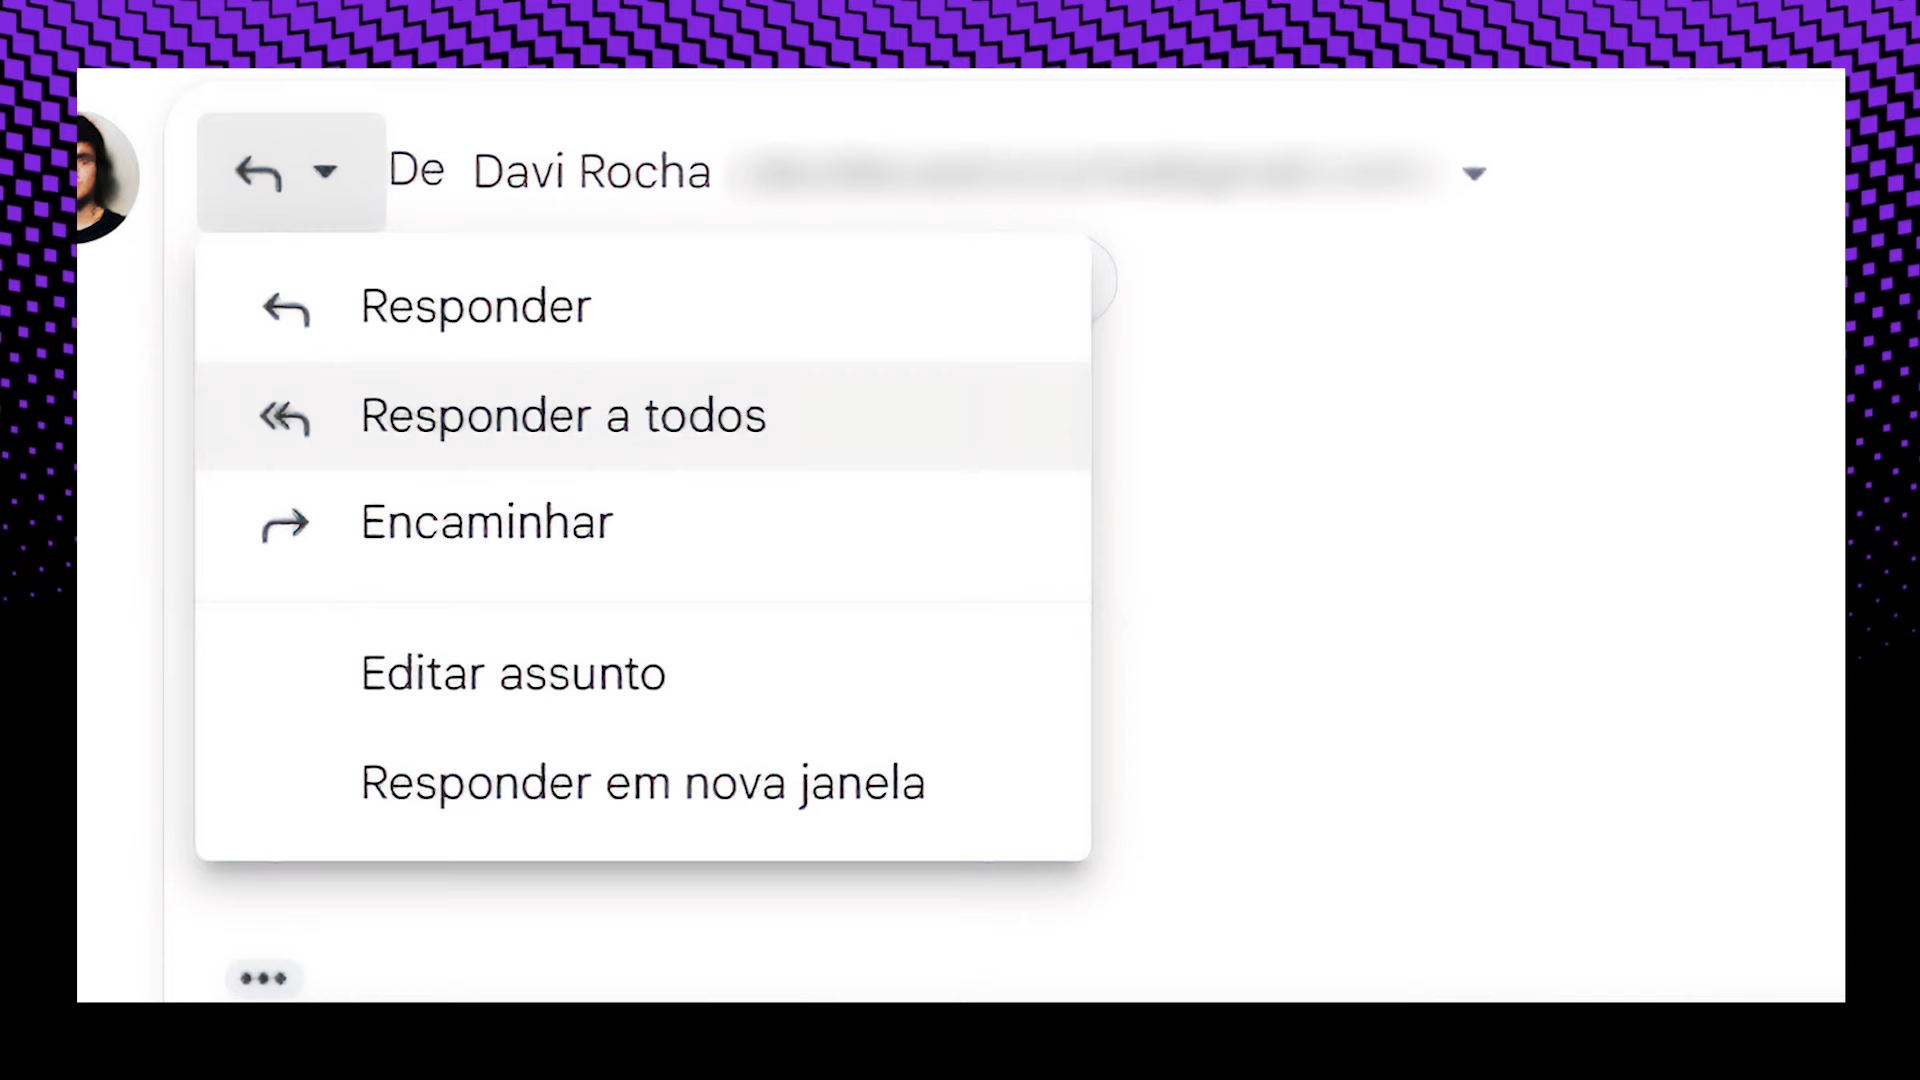 De Davi Rocha
Responder
Responder a todos
Encaminhar
Editar assunto
Responder em nova janela